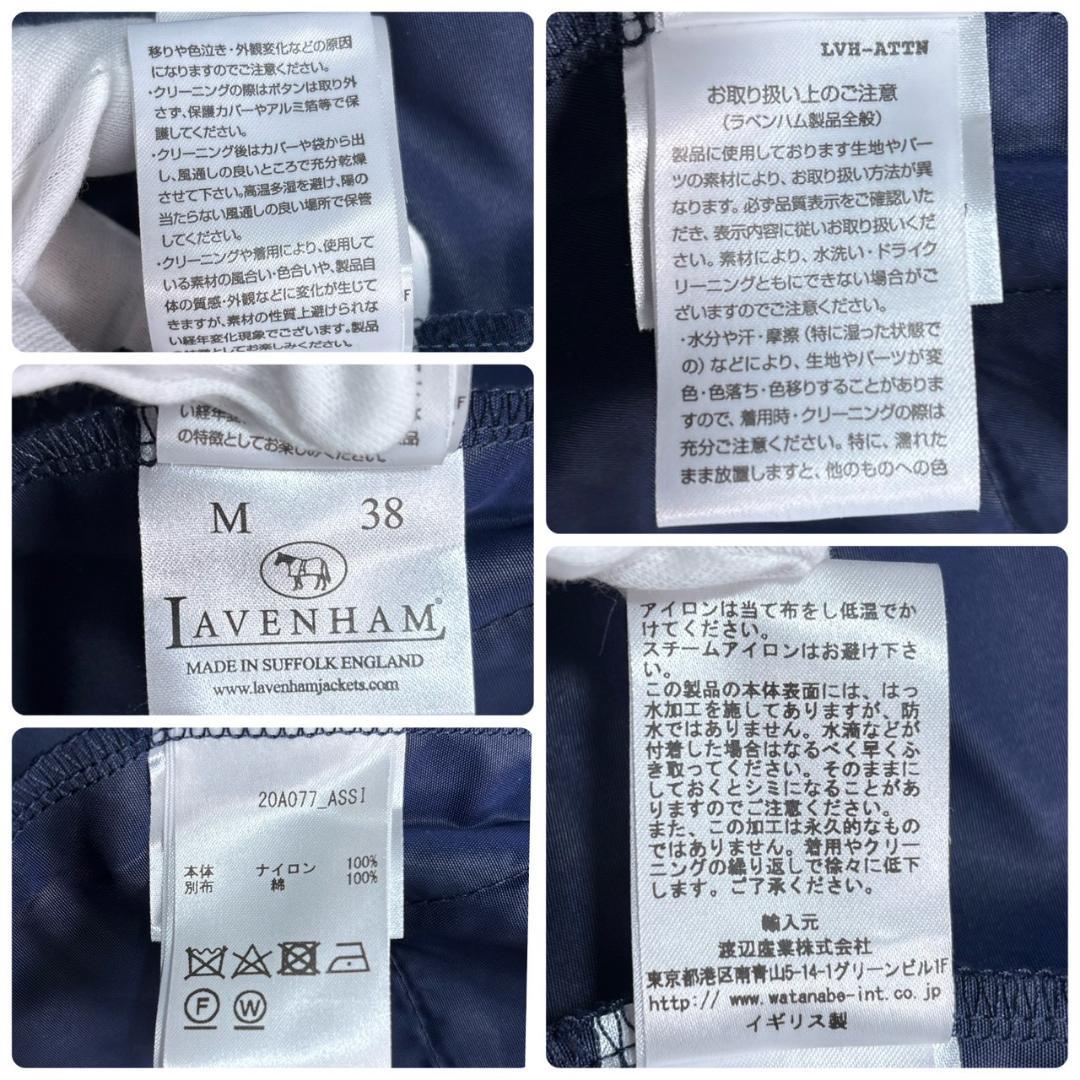 移りや色泣き・外観変化などの原因
になりますのでご注意ください。
・クリーニングの際はボタンは取り外
さず、保護カバーやアルミ箔等で保
護してください。
・クリーニング後はカバーや袋から出
し、風通しの良いところで充分乾燥
させて下さい。高温多湿を避け、陽の
当たらない風通しの良い場所で保管
してください。
・クリーニングや着用により、使用して
いる素材の風合い・色合いや、製品自
体の質感・外観などに変化が生じて
きますが、素材の性質上避けられな
い経年変化現象でございます。製品
の特徴としてお楽しみください。
F
LVH-ATTN
お取り扱い上のご注意
(ラベンハム製品全般)
製品に使用しております生地やパー
ツの素材により、お取り扱い方法が異
なります。必ず品質表示をご確認いた
だき、表示内容に従いお取り扱いくだ
さい。素材により、水洗い・ドライク
リーニングともにできない場合がご
ざいますのでご注意ください。
・水分や汗・摩擦(特に湿った状態で
の)などにより、生地やパーツが変
色・色落ち・色移りすることがありま
すので、着用時・クリーニングの際は
充分ご注意ください。特に、濡れた
まま放置しますと、他のものへの色
い経年変
の特徴としてお楽しみください。
品
F
M 38
LAVENHAM®
MADE IN SUFFOLK ENGLAND
www.lavenhamjackets.com
20A077_ASSI
本体 ナイロン 100%
別布 綿 100%
F W
アイロンは当て布をし低温でか
けてください。
スチームアイロンはお避け下さ
い。
この製品の本体表面には、はっ
水加工を施してありますが、防
水ではありません。水滴などが
付着した場合はなるべく早くふ
き取ってください。そのままに
しておくとシミになることがあ
りますのでご注意ください。
また、この加工は永久的なもの
ではありません。着用やクリー
ニングの繰り返しで徐々に低下
します。ご了承ください。
輸入元
渡辺産業株式会社
東京都港区南青山5-14-1グリーンビル1F
http://www.watanabe-int.co.jp
イギリス製